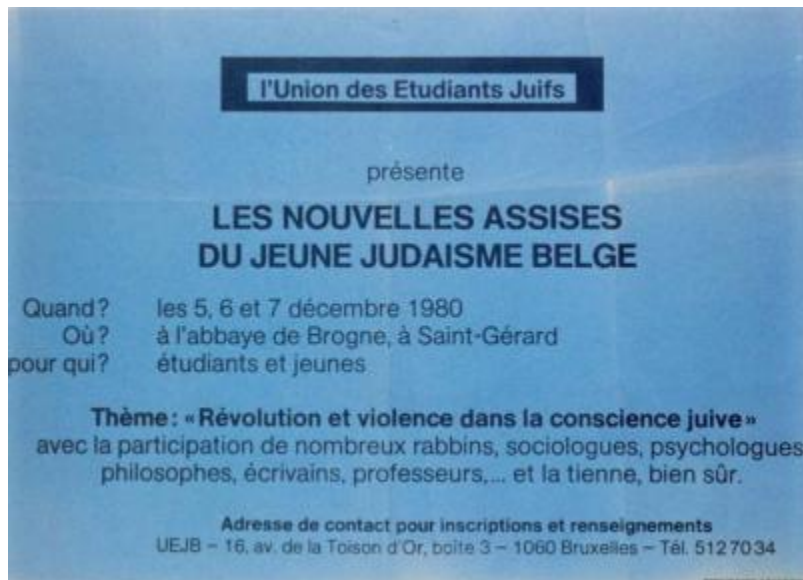 l'Union des Etudiants Juifs
présente
LES NOUVELLES ASSISES
DU JEUNE JUDAISME BELGE
Quand? les 5, 6 et 7 décembre 1980
Où? à l'abbaye de Brogne, à Saint-Gérard
pour qui? étudiants et jeunes
Thème: «Révolution et violence dans la conscience juive»
avec la participation de nombreux rabbins, sociologues, psychologues
philosophes, écrivains, professeurs,... et la tienne, bien sûr.
Adresse de contact pour inscriptions et renseignements
UEJB – 16, av. de la Toison d'Or, boîte 3 – 1060 Bruxelles – Tél. 512 70 34